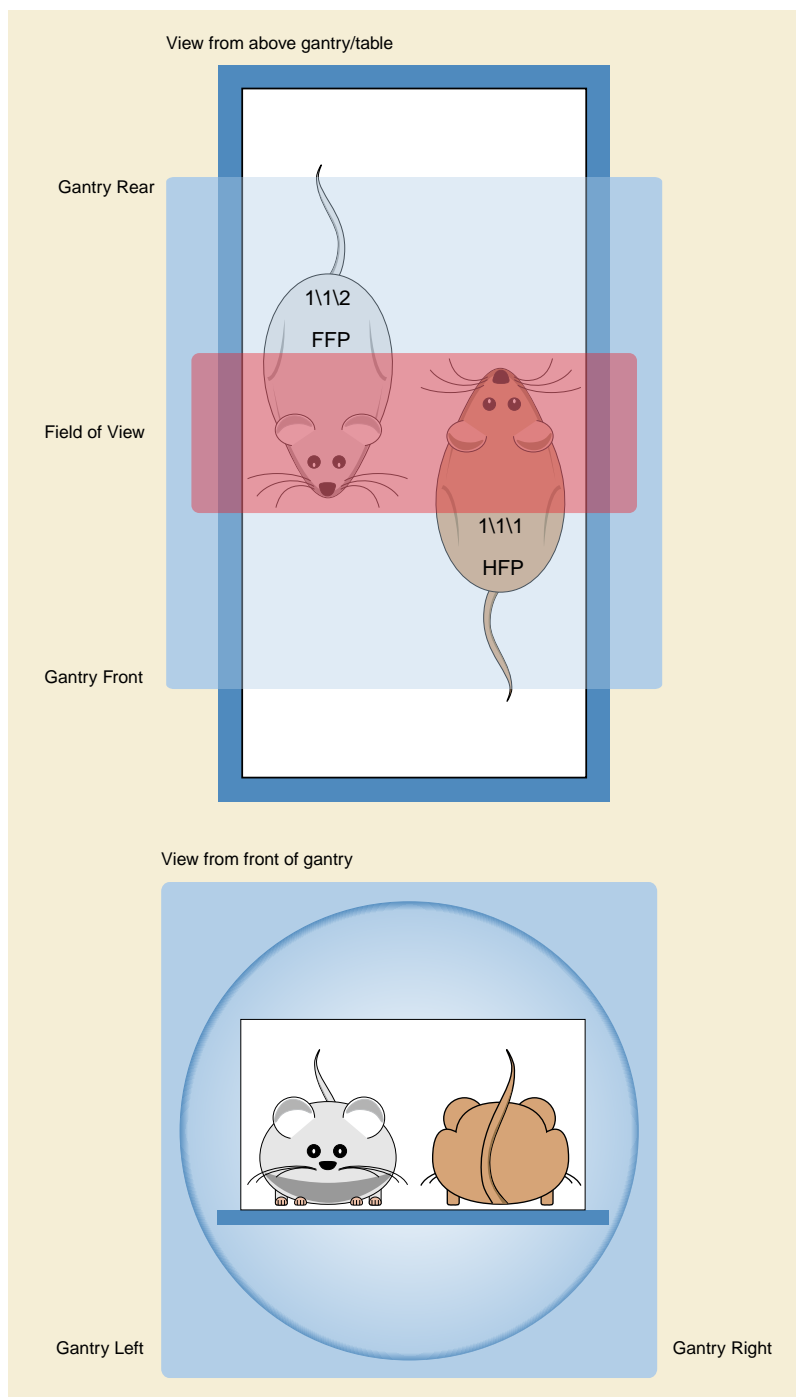 View from above gantry/table
Gantry Rear
1\1\2
FFP
Field of View
1\1\1
HFP
Gantry Front
View from front of gantry
Gantry Left
Gantry Right